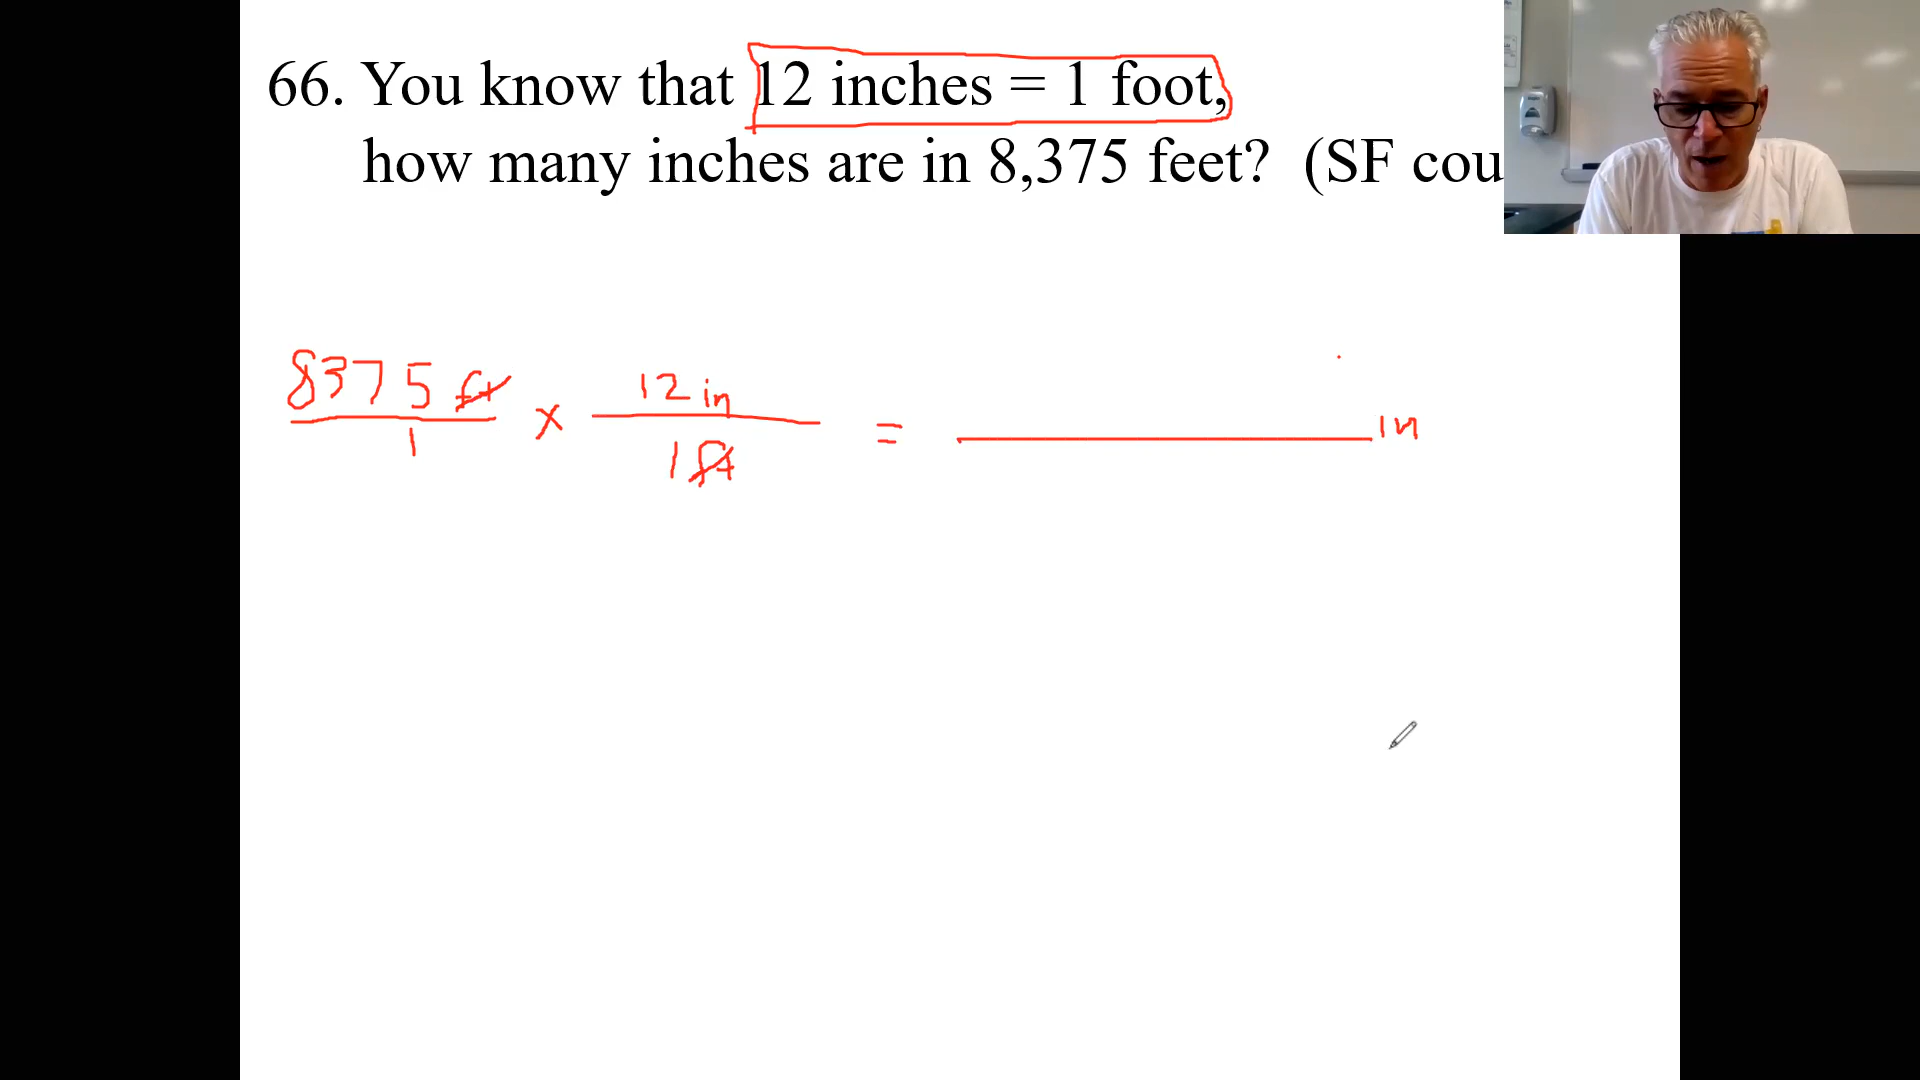 66. You know that 12 inches = 1 foot,
how many inches are in 8,375 feet? (SF cou
8375 ft × 12 in = in
1 1 ft